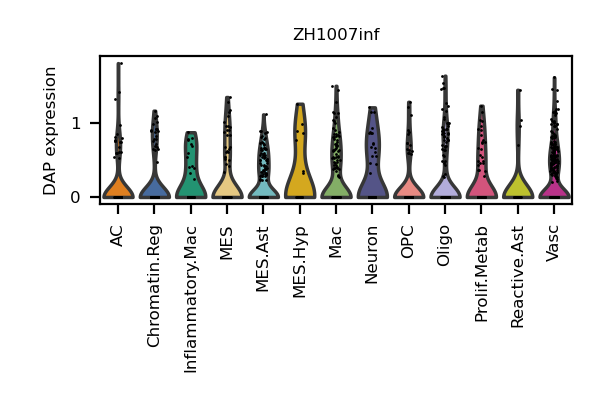 ZH1007inf
DAP expression
1
0
AC
Chromatin.Reg
Inflammatory.Mac
MES
MES.Ast
MES.Hyp
Mac
Neuron
OPC
Oligo
Prolif.Metab
Reactive.Ast
Vasc